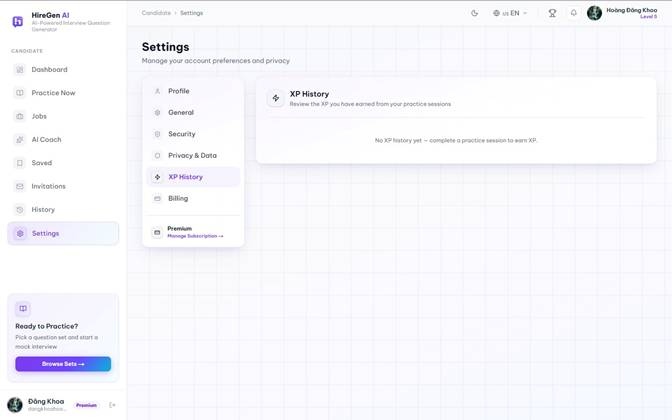 HireGen AI
AI-Powered Interview Question
Generator
CANDIDATE
Dashboard
Practice Now
Jobs
AI Coach
Saved
Invitations
History
Settings
Ready to Practice?
Pick a question set and start a
mock interview
Browse Sets →
Đăng Khoa
dangkhoahoa...
Premium
Candidate > Settings
US EN
Hoàng Đăng Khoa
Level 5
Settings
Manage your account preferences and privacy
Profile
General
Security
Privacy & Data
XP History
Billing
Premium
Manage Subscription →
XP History
Review the XP you have earned from your practice sessions
No XP history yet — complete a practice session to earn XP.